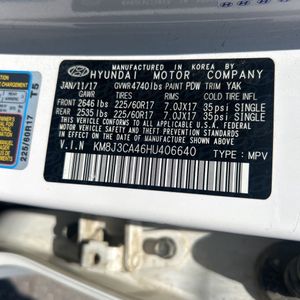 MANUFACTURED IN KOREA BY
HYUNDAI MOTOR COMPANY
JAN/11/17 GVWR4740lbs PAINT PDW TRIM YAK
GAWR TIRES RIMS COLD TIRE INFL
FRONT 2646 lbs 225/60R17 7.0JX17 35psi SINGLE
REAR 2535 lbs 225/60R17 7.0JX17 35psi SINGLE
THIS VEHICLE CONFORMS TO ALL APPLICABLE
U.S. FEDERAL MOTOR VEHICLE SAFETY AND
THEFT PREVENTION STANDARDS IN EFFECT ON
THE DATE OF MANUFACTURE SHOWN ABOVE.
V.I.N KM8J3CA46HU406640 TYPE: MPV
225/60R17 T5